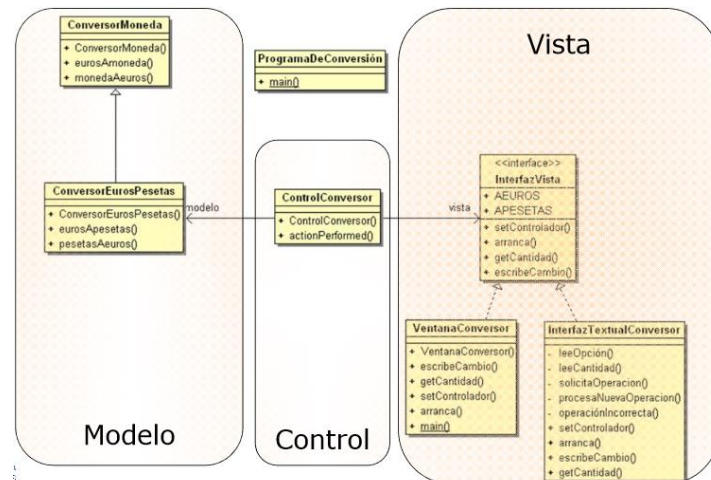 ConversorMoneda
+ ConversorMoneda()
+ eurosAmoneda()
+ monedaAeuros()
ProgramaDeConversión
+ main()
Vista
ConversorEurosPesetas
+ ConversorEurosPesetas()
+ eurosApesetas()
+ pesetasAeuros()
modelo
ControlConversor
+ ControlConversor()
+ actionPerformed()
vista
<<interface>>
InterfazVista
+ AEUROS
+ APESETAS
+ setControlador()
+ arranca()
+ getCantidad()
+ escribeCambio()
VentanaConversor
+ VentanaConversor()
+ escribeCambio()
+ getCantidad()
+ setControlador()
+ arranca()
+ main()
InterfazTextualConversor
- leeOpción()
- leeCantidad()
- solicitaOperacion()
- procesaNuevaOperacion()
- operaciónIncorrecta()
+ setControlador()
+ arranca()
+ escribeCambio()
+ getCantidad()
Modelo
Control